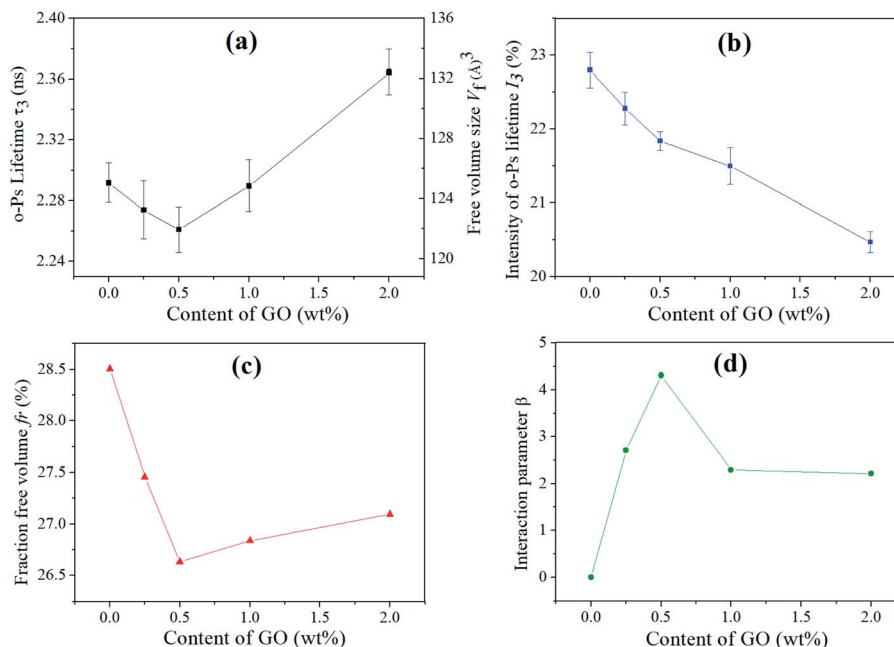 (a)
o-Ps Lifetime τ3 (ns)
2.40
2.36
2.32
2.28
2.24
Free volume size Vf (Å)3
136
132
128
124
120
0.0 0.5 1.0 1.5 2.0
Content of GO (wt%)
(b)
Intensity of o-Ps lifetime I3 (%)
23
22
21
20
0.0 0.5 1.0 1.5 2.0
Content of GO (wt%)
(c)
Fraction free volume fr (%)
28.5
28.0
27.5
27.0
26.5
0.0 0.5 1.0 1.5 2.0
Content of GO (wt%)
(d)
Interaction parameter β
5
4
3
2
1
0
0.0 0.5 1.0 1.5 2.0
Content of GO (wt%)